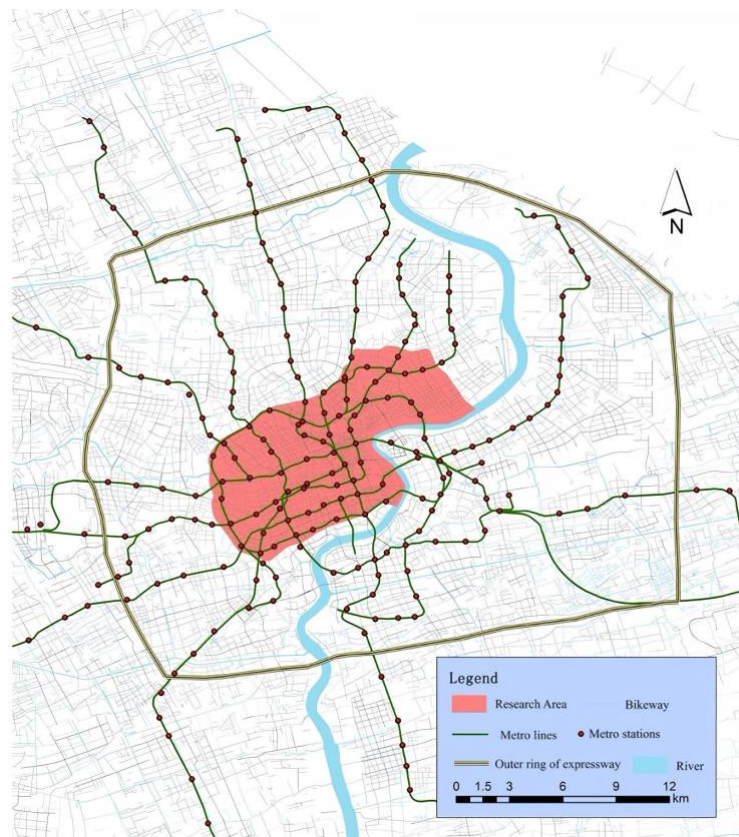 N
Legend
Research Area Bikeway
Metro lines Metro stations
Outer ring of expressway River
0 1.5 3 6 9 12
km